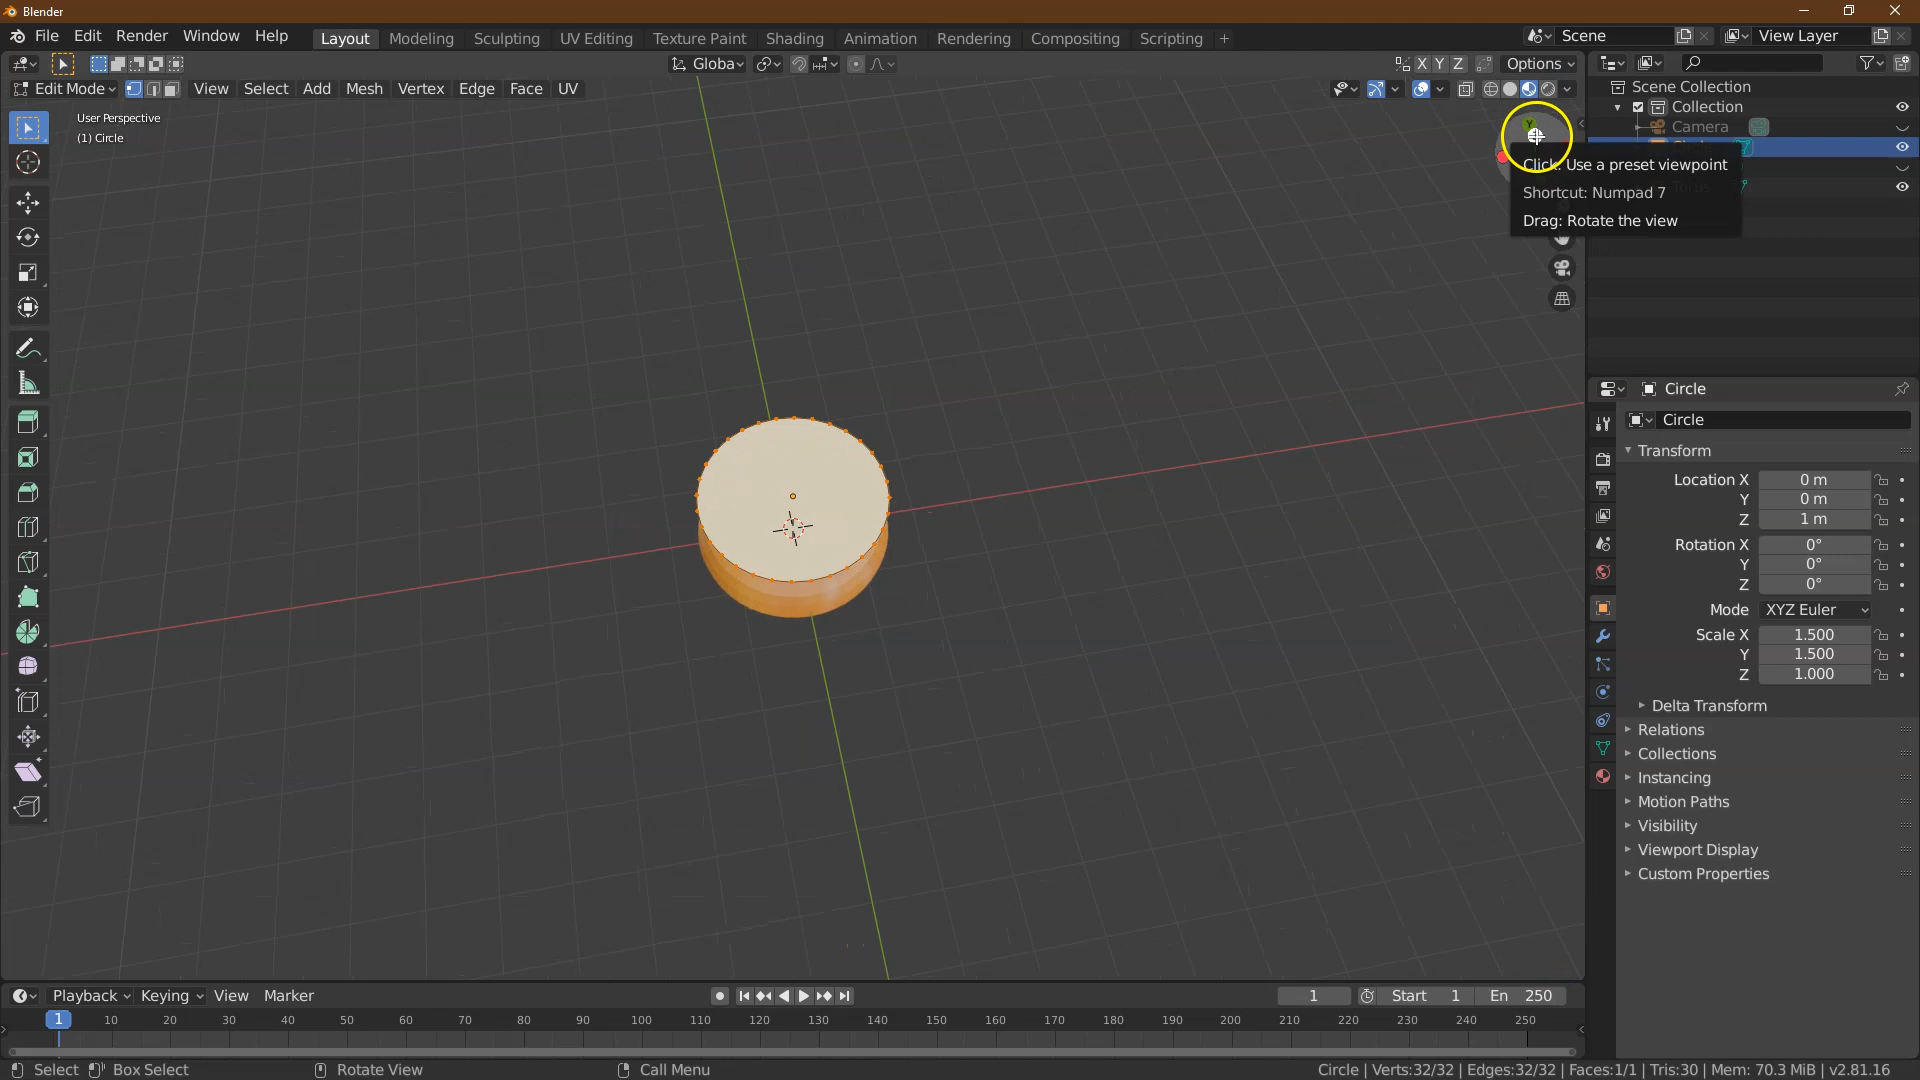 Blender
File Edit Render Window Help
Layout Modeling Sculpting UV Editing Texture Paint Shading Animation Rendering Compositing Scripting +
Scene View Layer
Globa X Y Z Options
Edit Mode View Select Add Mesh Vertex Edge Face UV
User Perspective
(1) Circle
Y
Click: Use a preset viewpoint
Shortcut: Numpad 7
Drag: Rotate the view
Scene Collection
Collection
Camera
Circle
Circle
Transform
Location X 0 m
Y 0 m
Z 1 m
Rotation X 0°
Y 0°
Z 0°
Mode XYZ Euler
Scale X 1.500
Y 1.500
Z 1.000
Delta Transform
Relations
Collections
Instancing
Motion Paths
Visibility
Viewport Display
Custom Properties
Playback Keying View Marker 1 Start 1 En 250
1 10 20 30 40 50 60 70 80 90 100 110 120 130 140 150 160 170 180 190 200 210 220 230 240 250
Select Box Select Rotate View Call Menu Circle | Verts:32/32 | Edges:32/32 | Faces:1/1 | Tris:30 | Mem: 70.3 MiB | v2.81.16